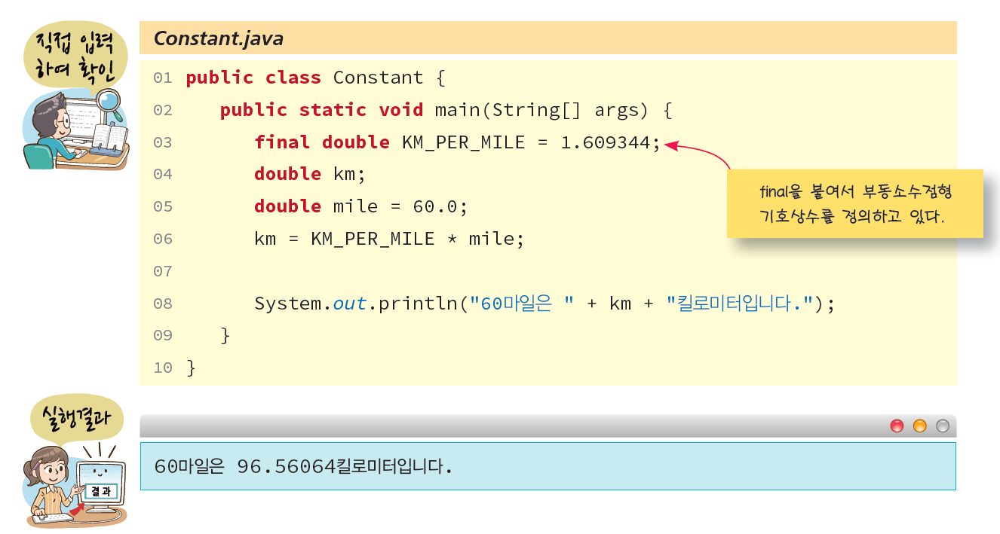 직접 입력
하여 확인
Constant.java
01 public class Constant {
02 public static void main(String[] args) {
03 final double KM_PER_MILE = 1.609344;
final을 붙여서 부동소수점형
기호상수를 정의하고 있다.
04 double km;
05 double mile = 60.0;
06 km = KM_PER_MILE * mile;
07
08 System.out.println("60마일은 " + km + "킬로미터입니다.");
09 }
10 }
실행결과
60마일은 96.56064킬로미터입니다.
결과